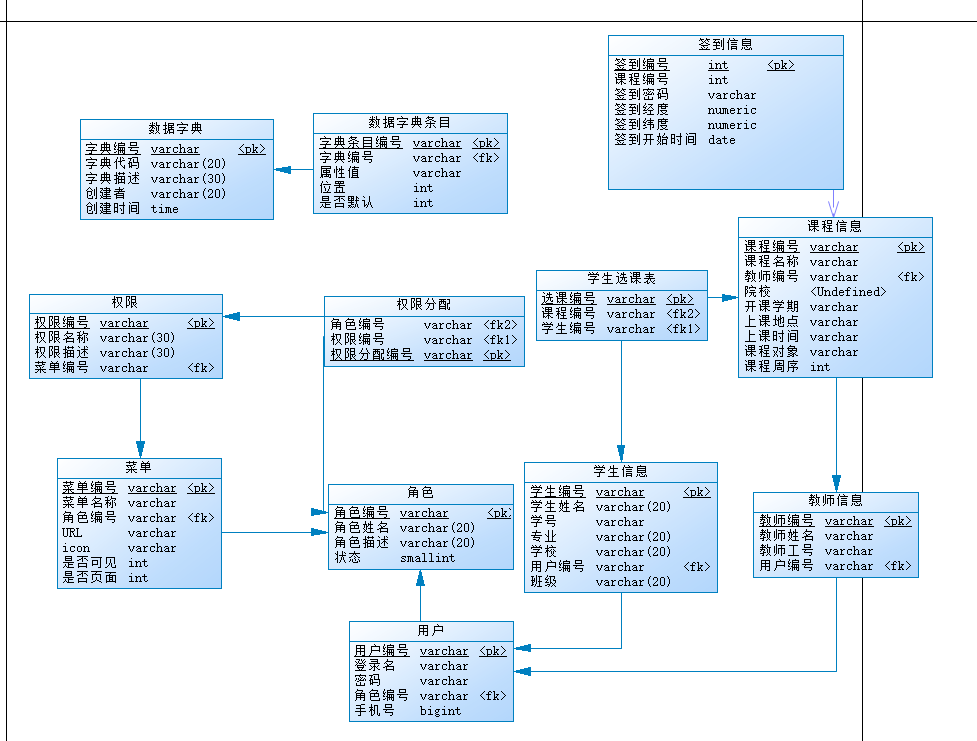 签到信息
签到编号 int <pk>
课程编号 int
签到密码 varchar
签到经度 numeric
签到纬度 numeric
签到开始时间 date
数据字典
字典编号 varchar <pk>
字典代码 varchar(20)
字典描述 varchar(30)
创建者 varchar(20)
创建时间 time
数据字典条目
字典条目编号 varchar <pk>
字典编号 varchar <fk>
属性值 varchar
位置 int
是否默认 int
课程信息
课程编号 varchar <pk>
课程名称 varchar
教师编号 varchar <fk>
院校 <Undefined>
开课学期 varchar
上课地点 varchar
上课时间 varchar
课程对象 varchar
课程周序 int
学生选课表
选课编号 varchar <pk>
课程编号 varchar <fk2>
学生编号 varchar <fk1>
权限
权限编号 varchar <pk>
权限名称 varchar(30)
权限描述 varchar(30)
菜单编号 varchar <fk>
权限分配
角色编号 varchar <fk2>
权限编号 varchar <fk1>
权限分配编号 varchar <pk>
菜单
菜单编号 varchar <pk>
菜单名称 varchar
角色编号 varchar <fk>
URL varchar
icon varchar
是否可见 int
是否页面 int
角色
角色编号 varchar <pk>
角色姓名 varchar(20)
角色描述 varchar(20)
状态 smallint
学生信息
学生编号 varchar <pk>
学生姓名 varchar(20)
学号 varchar
专业 varchar(20)
学校 varchar(20)
用户编号 varchar <fk>
班级 varchar(20)
教师信息
教师编号 varchar <pk>
教师姓名 varchar
教师工号 varchar
用户编号 varchar <fk>
用户
用户编号 varchar <pk>
登录名 varchar
密码 varchar
角色编号 varchar <fk>
手机号 bigint